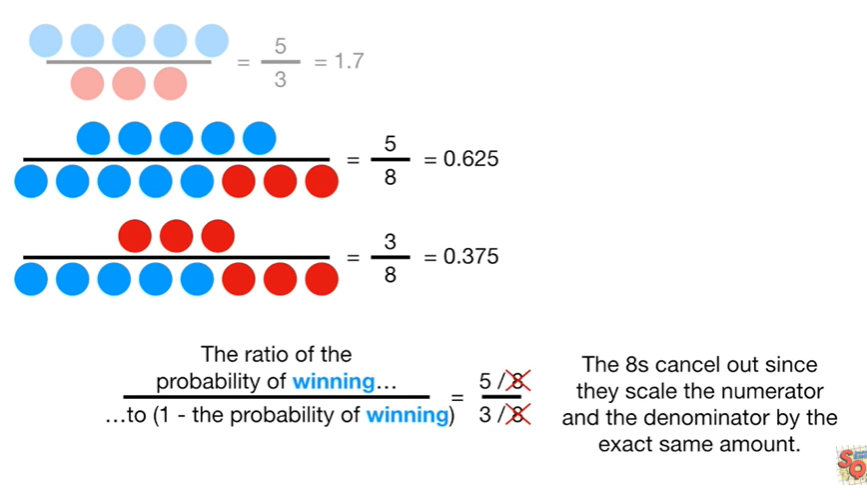 = 5/3 = 1.7
= 5/8 = 0.625
= 3/8 = 0.375
The ratio of the
probability of winning...
...to (1 - the probability of winning)
= 5 / 8
3 / 8
The 8s cancel out since
they scale the numerator
and the denominator by the
exact same amount.
SQ